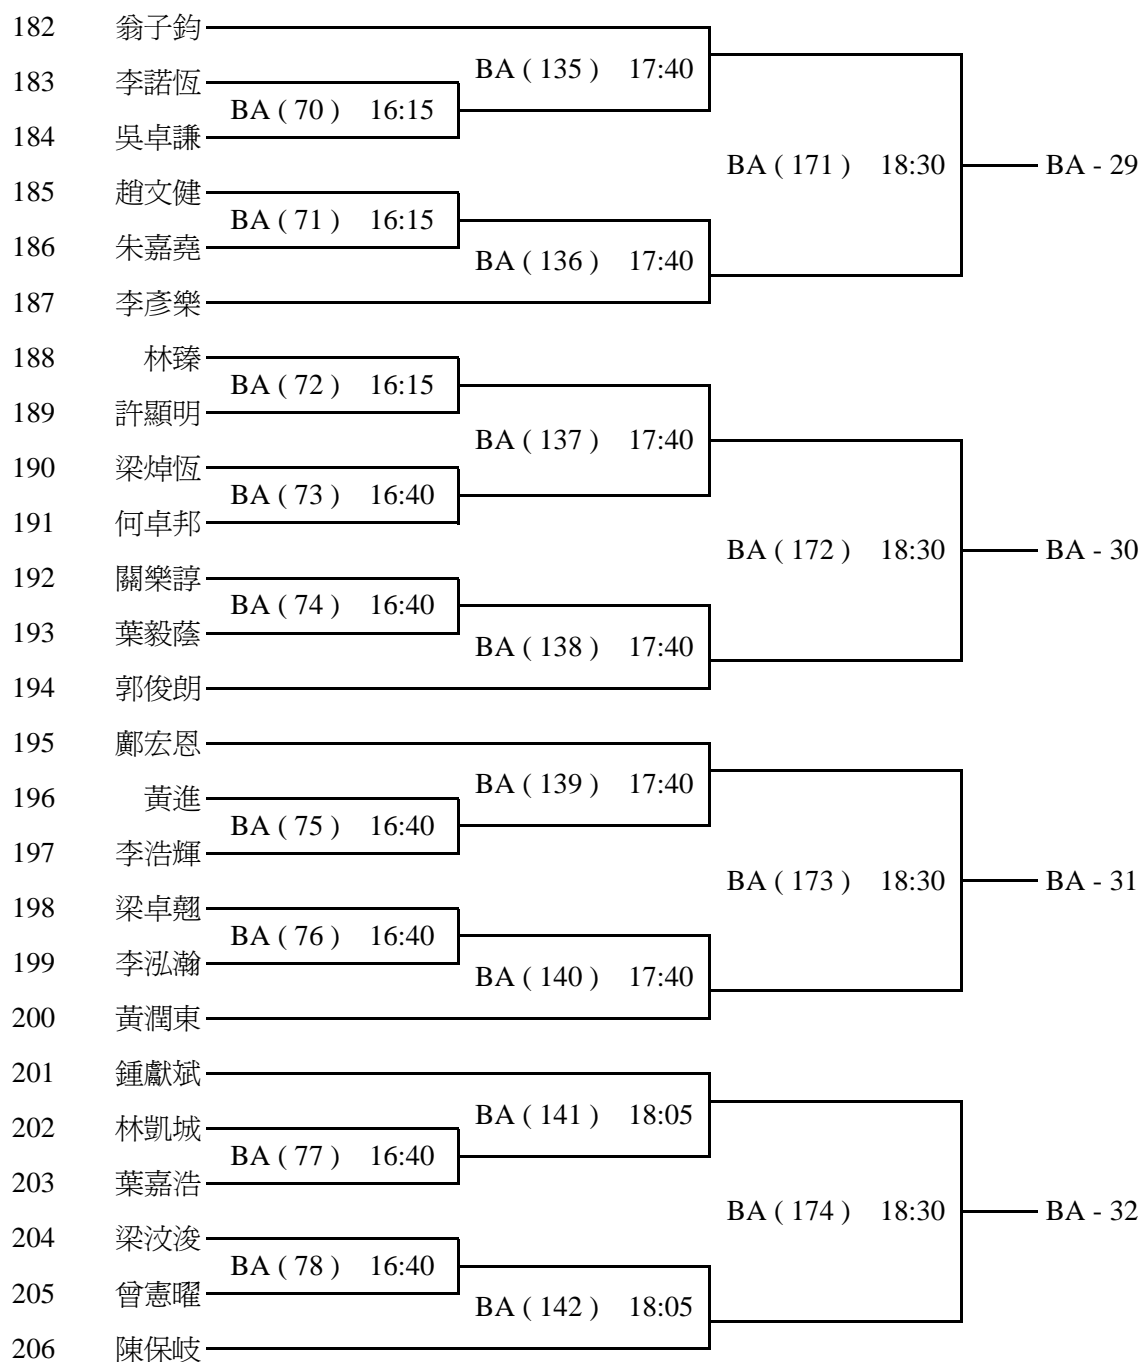 182 翁子鈞
BA ( 135 ) 17:40
183 李諾恆
BA ( 70 ) 16:15
184 吳卓謙
BA ( 171 ) 18:30 BA - 29
185 趙文健
BA ( 71 ) 16:15
186 朱嘉堯
BA ( 136 ) 17:40
187 李彥樂
188 林臻
BA ( 72 ) 16:15
189 許顯明
BA ( 137 ) 17:40
190 梁焯恆
BA ( 73 ) 16:40
191 何卓邦
BA ( 172 ) 18:30 BA - 30
192 關樂諄
BA ( 74 ) 16:40
193 葉毅蔭
BA ( 138 ) 17:40
194 郭俊朗
195 鄺宏恩
BA ( 139 ) 17:40
196 黃進
BA ( 75 ) 16:40
197 李浩輝
BA ( 173 ) 18:30 BA - 31
198 梁卓翹
BA ( 76 ) 16:40
199 李泓瀚
BA ( 140 ) 17:40
200 黃潤東
201 鍾獻斌
BA ( 141 ) 18:05
202 林凱城
BA ( 77 ) 16:40
203 葉嘉浩
BA ( 174 ) 18:30 BA - 32
204 梁汶浚
BA ( 78 ) 16:40
205 曾憲曜
BA ( 142 ) 18:05
206 陳保岐